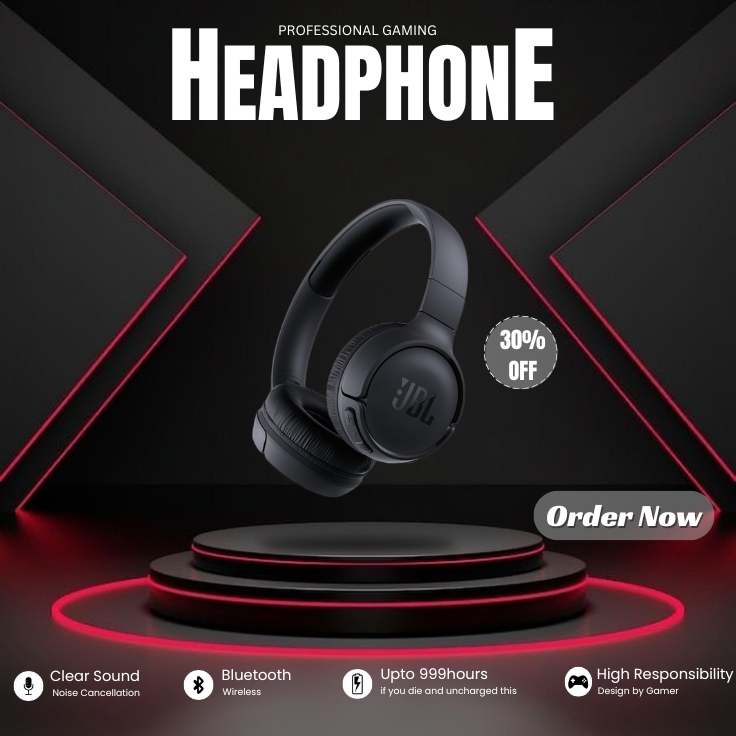 PROFESSIONAL GAMING
HEADPHONE
JBL
30%
OFF
Order Now
Clear Sound
Noise Cancellation
Bluetooth
Wireless
Upto 999hours
if you die and uncharged this
High Responsibility
Design by Gamer